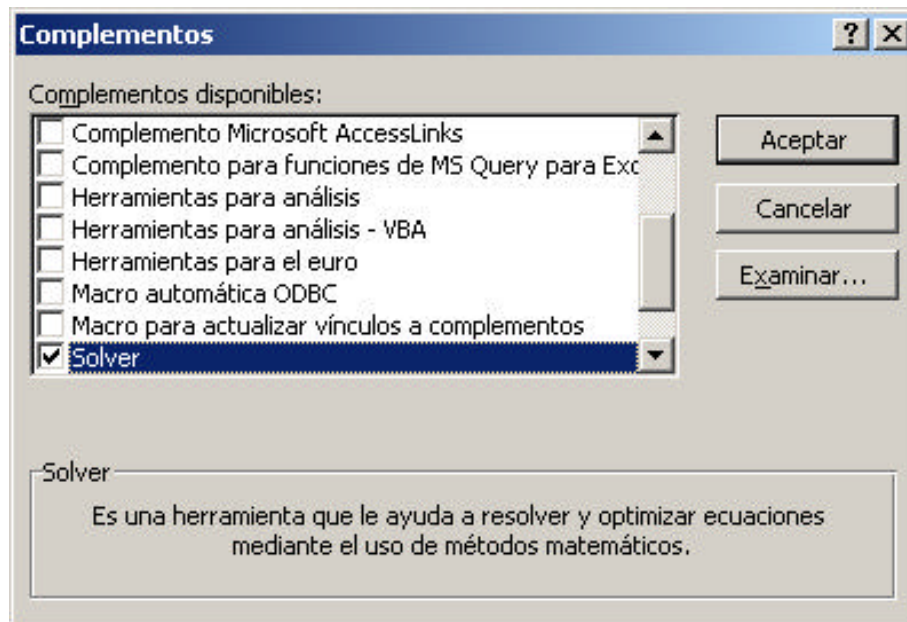 Complementos
Complementos disponibles:
Complemento Microsoft AccessLinks
Complemento para funciones de MS Query para Exc
Herramientas para análisis
Herramientas para análisis - VBA
Herramientas para el euro
Macro automática ODBC
Macro para actualizar vínculos a complementos
Solver
Aceptar
Cancelar
Examinar...
Solver
Es una herramienta que le ayuda a resolver y optimizar ecuaciones
mediante el uso de métodos matemáticos.